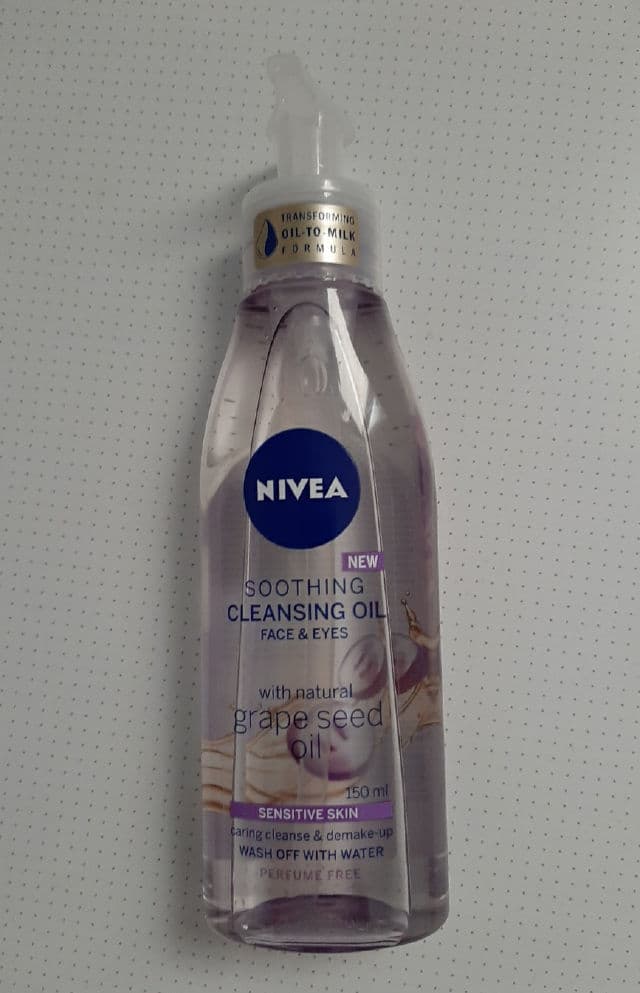 TRANSFORMING
OIL-TO-MILK
FORMULA
NIVEA
NEW
SOOTHING
CLEANSING OIL
FACE & EYES
with natural
grape seed
oil
150 ml
SENSITIVE SKIN
caring cleanse & demake-up
WASH OFF WITH WATER
PERFUME FREE